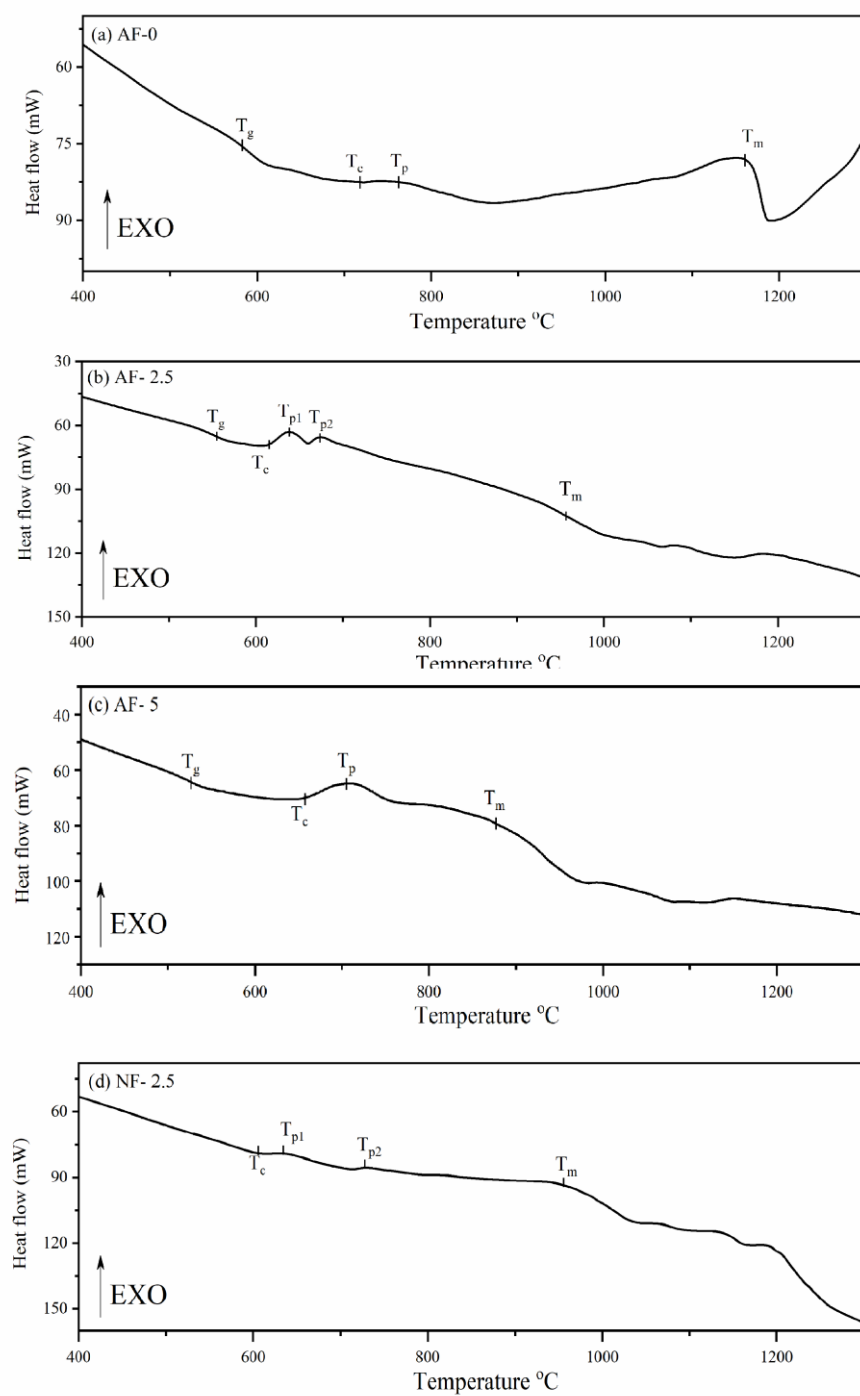 (a) AF-0
60
75
90
Heat flow (mW)
Tg
Tc
Tp
Tm
EXO
400
600
800
1000
1200
Temperature °C
(b) AF- 2.5
30
60
90
120
150
Heat flow (mW)
Tg
Tc
Tp1
Tp2
Tm
EXO
400
600
800
1000
1200
Temperature °C
(c) AF- 5
40
60
80
100
120
Heat flow (mW)
Tg
Tc
Tp
Tm
EXO
400
600
800
1000
1200
Temperature °C
(d) NF- 2.5
60
90
120
150
Heat flow (mW)
Tc
Tp1
Tp2
Tm
EXO
400
600
800
1000
1200
Temperature °C